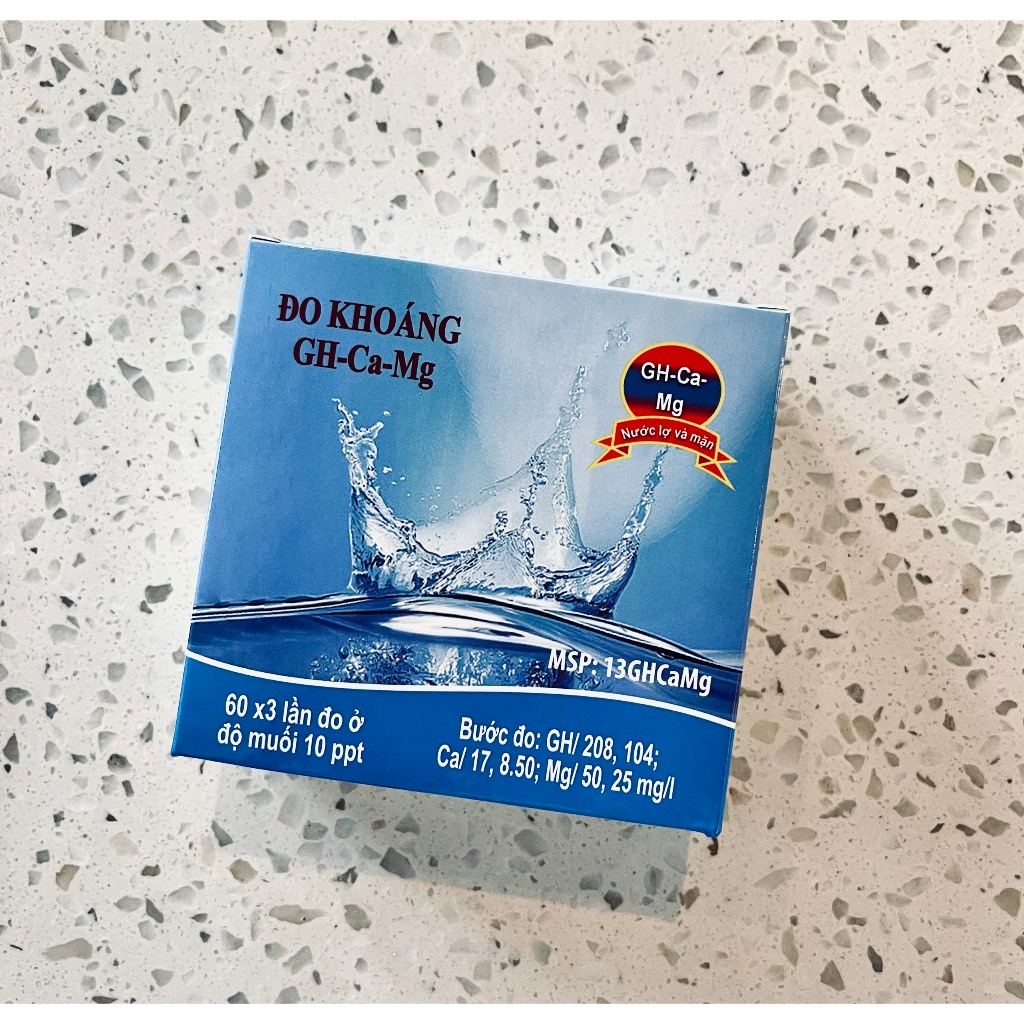 ĐO KHOÁNG
GH-Ca-Mg
GH-Ca-
Mg
Nước lợ và mặn
MSP: 13GHCaMg
60 x3 lần đo ở
độ muối 10 ppt
Bước đo: GH/ 208, 104;
Ca/ 17, 8.50; Mg/ 50, 25 mg/l